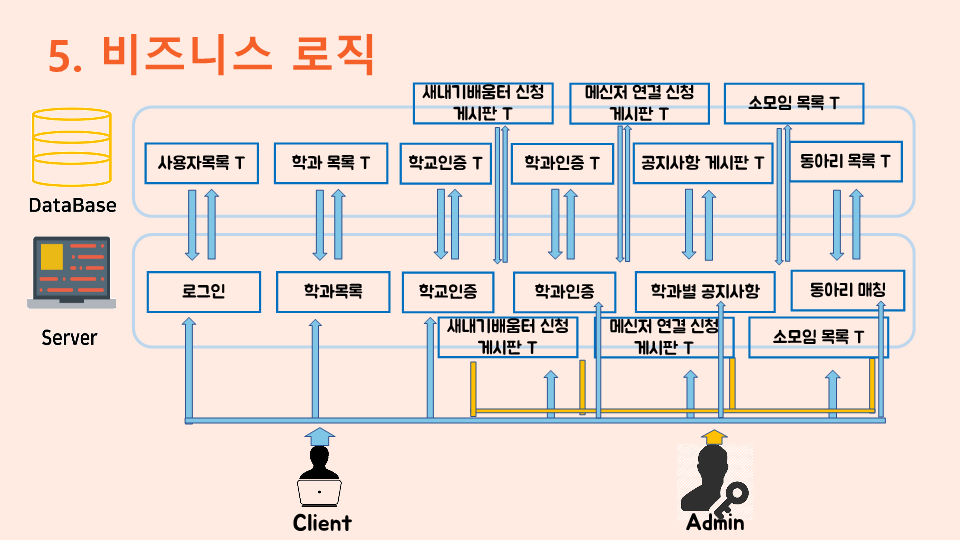 5. 비즈니스 로직
새내기배움터 신청
게시판 T
메신저 연결 신청
게시판 T
소모임 목록 T
사용자목록 T
학과 목록 T
학교인증 T
학과인증 T
공지사항 게시판 T
동아리 목록 T
DataBase
로그인
학과목록
학교인증
학과인증
학과별 공지사항
동아리 매칭
Server
새내기배움터 신청
게시판 T
메신저 연결 신청
게시판 T
소모임 목록 T
Client
Admin